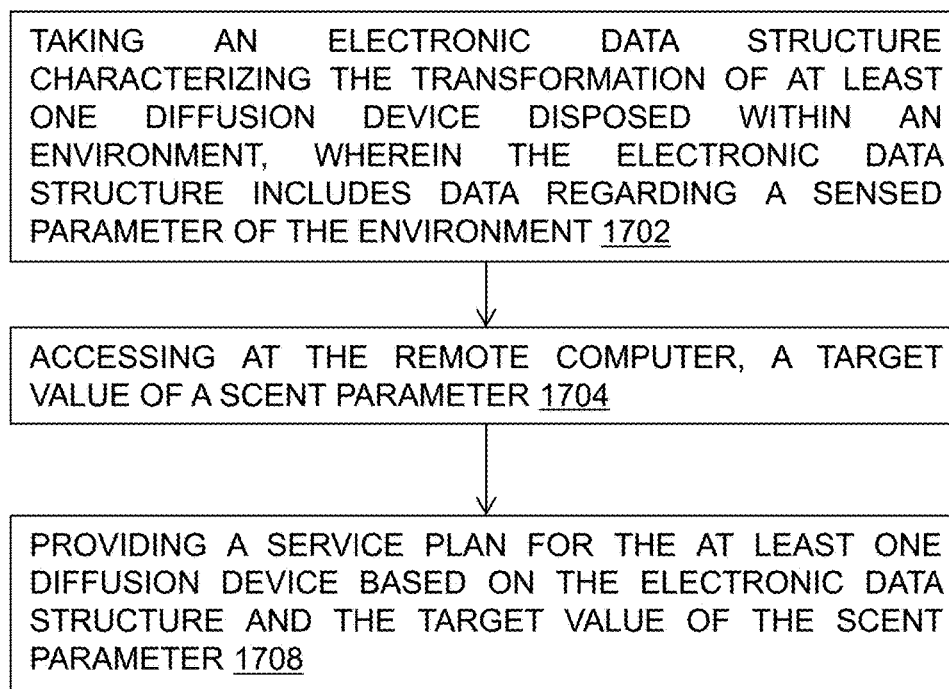 TAKING AN ELECTRONIC DATA STRUCTURE
CHARACTERIZING THE TRANSFORMATION OF AT LEAST
ONE DIFFUSION DEVICE DISPOSED WITHIN AN
ENVIRONMENT, WHEREIN THE ELECTRONIC DATA
STRUCTURE INCLUDES DATA REGARDING A SENSED
PARAMETER OF THE ENVIRONMENT 1702
ACCESSING AT THE REMOTE COMPUTER, A TARGET
VALUE OF A SCENT PARAMETER 1704
PROVIDING A SERVICE PLAN FOR THE AT LEAST ONE
DIFFUSION DEVICE BASED ON THE ELECTRONIC DATA
STRUCTURE AND THE TARGET VALUE OF THE SCENT
PARAMETER 1708